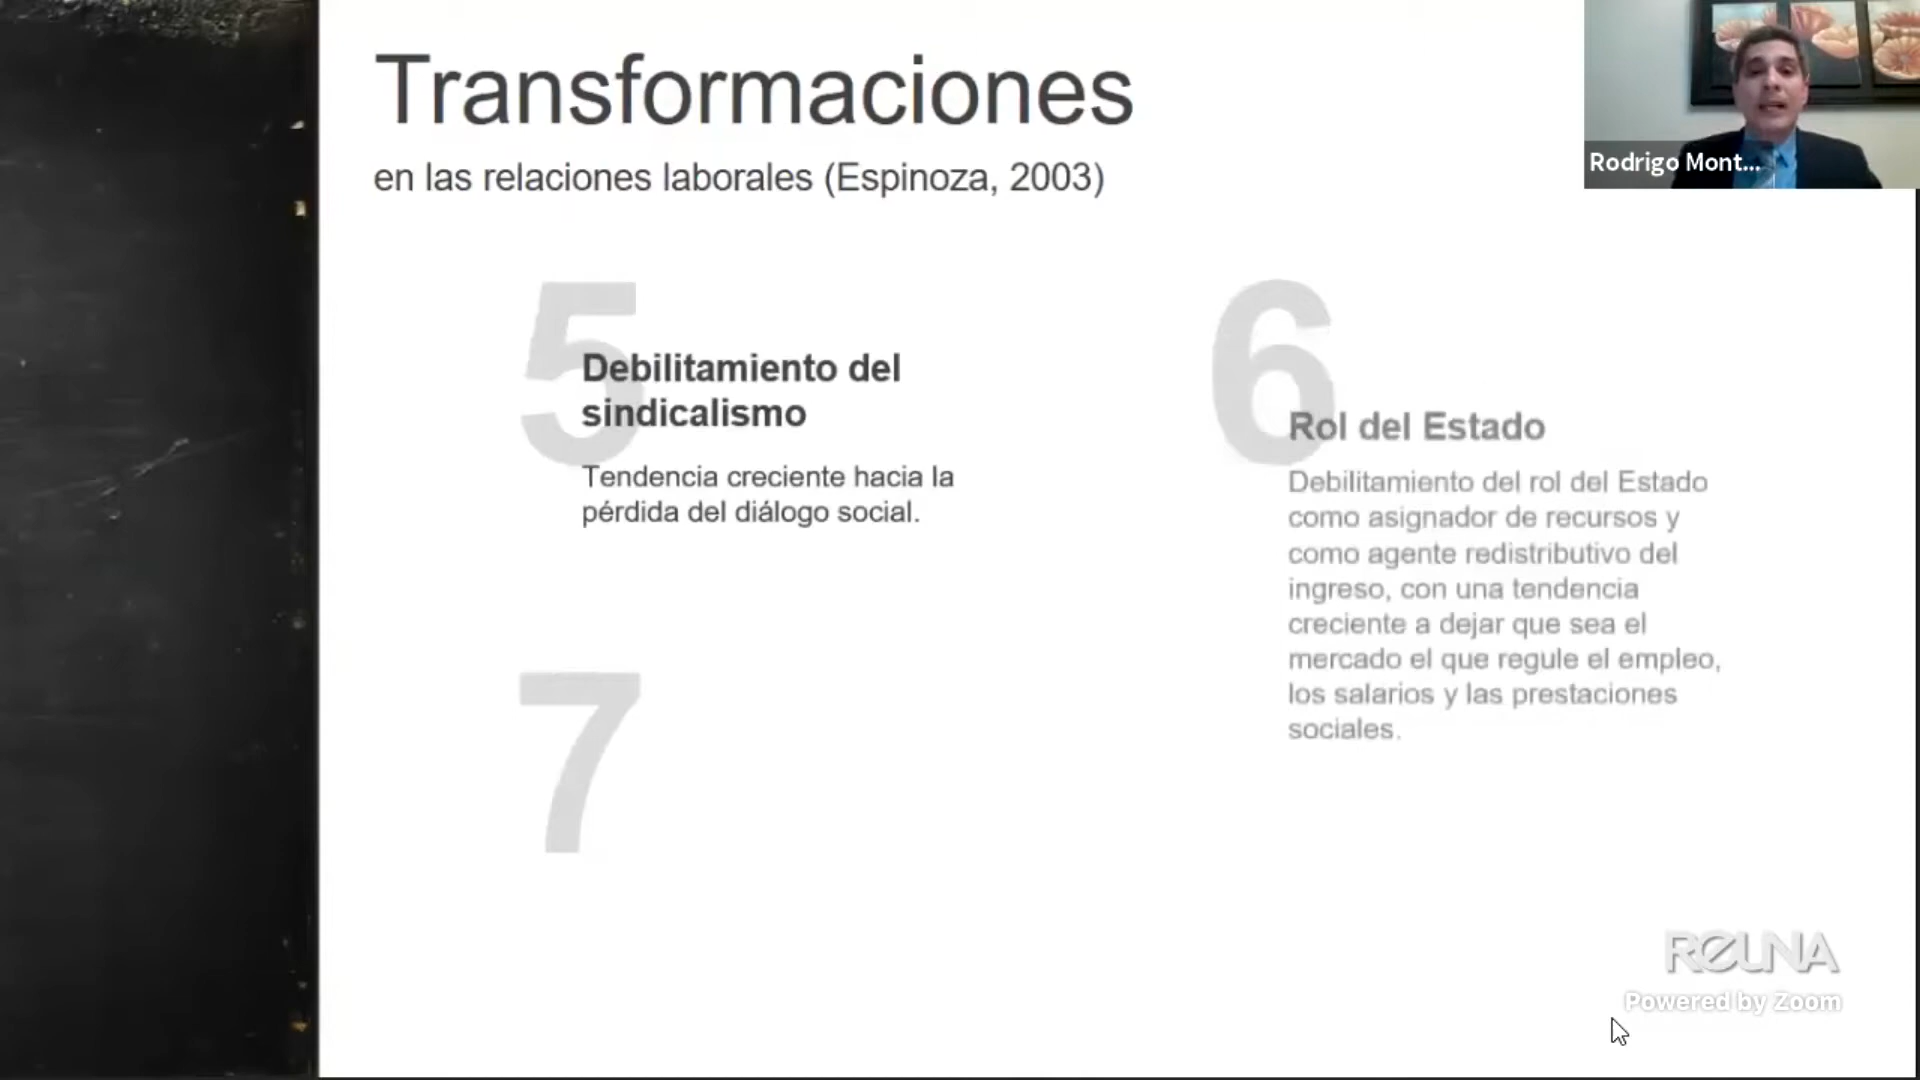 Transformaciones
en las relaciones laborales (Espinoza, 2003)
Rodrigo Mont...
5
Debilitamiento del
sindicalismo
Tendencia creciente hacia la
pérdida del diálogo social.
6
Rol del Estado
Debilitamiento del rol del Estado
como asignador de recursos y
como agente redistributivo del
ingreso, con una tendencia
creciente a dejar que sea el
mercado el que regule el empleo,
los salarios y las prestaciones
sociales.
7
REUNA
Powered by Zoom